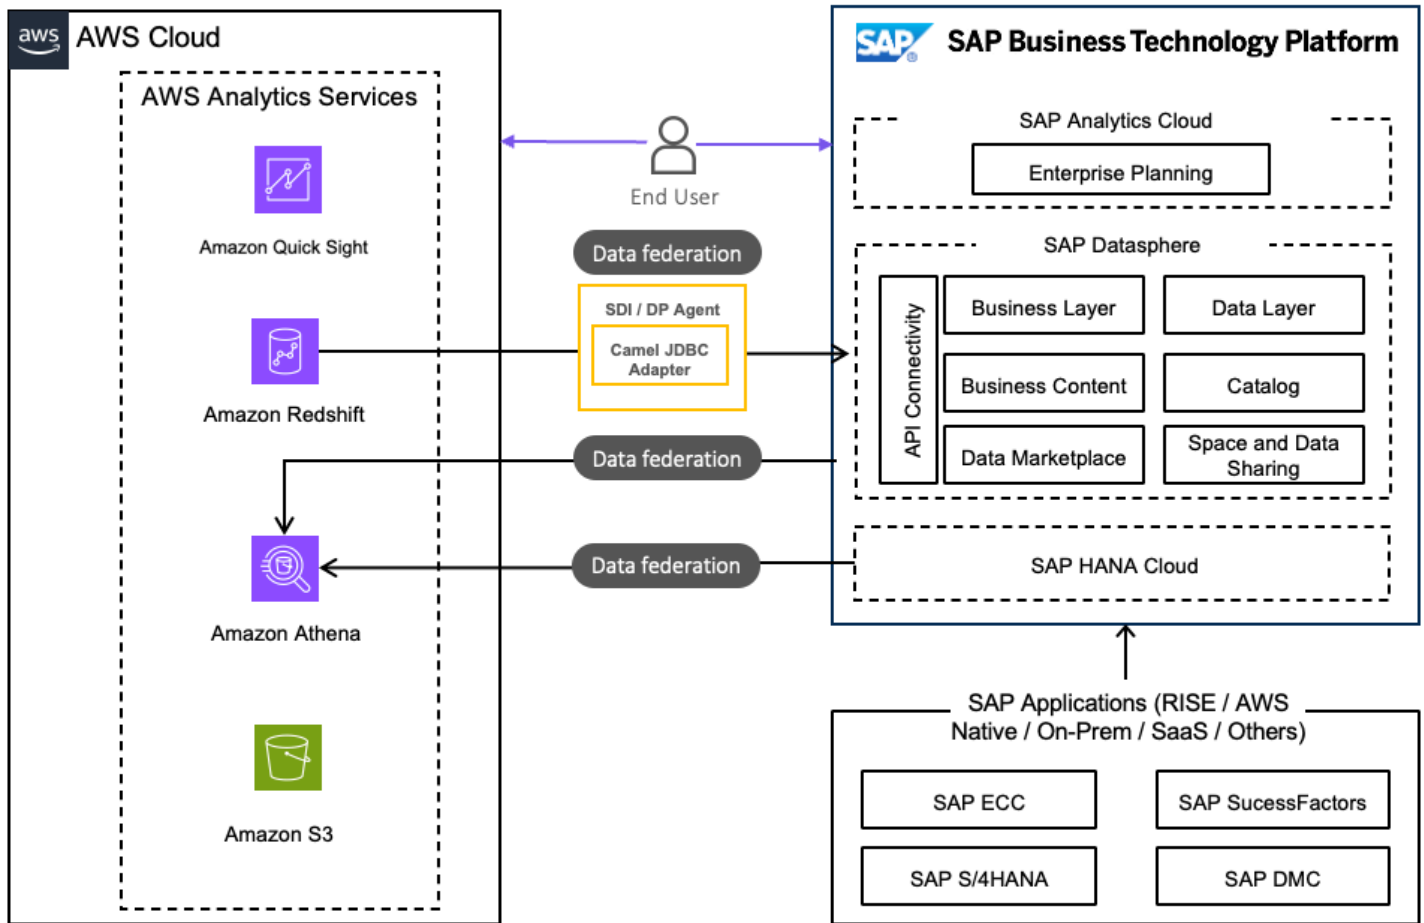 aws
AWS Cloud
AWS Analytics Services
Amazon Quick Sight
Amazon Redshift
Amazon Athena
Amazon S3
End User
Data federation
SDI / DP Agent
Camel JDBC
Adapter
Data federation
Data federation
SAP®
SAP Business Technology Platform
SAP Analytics Cloud
Enterprise Planning
SAP Datasphere
API Connectivity
Business Layer
Data Layer
Business Content
Catalog
Data Marketplace
Space and Data
Sharing
SAP HANA Cloud
SAP Applications (RISE / AWS
Native / On-Prem / SaaS / Others)
SAP ECC
SAP SucessFactors
SAP S/4HANA
SAP DMC